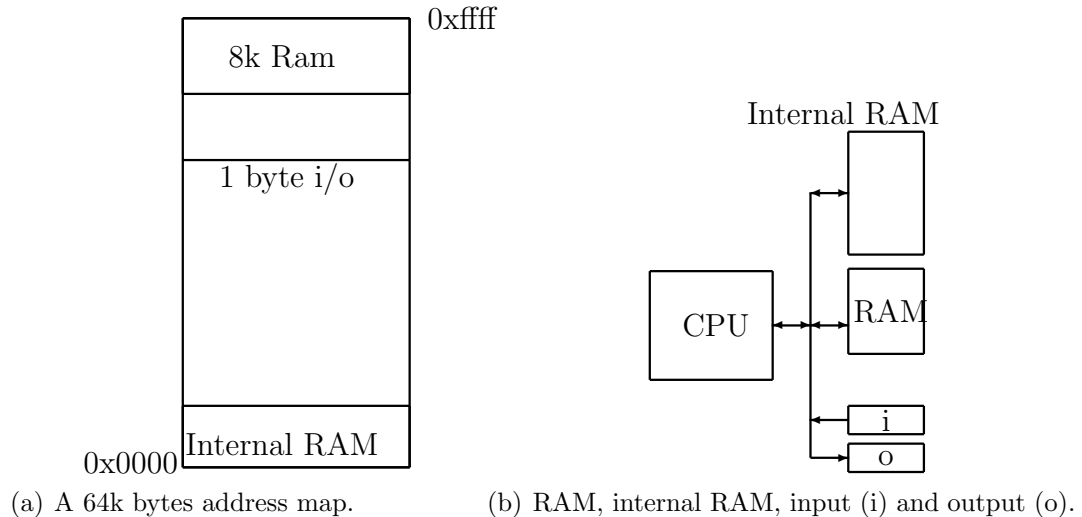 0xffff
8k Ram
1 byte i/o
Internal RAM
0x0000
(a) A 64k bytes address map.
Internal RAM
CPU
RAM
i
o
(b) RAM, internal RAM, input (i) and output (o).